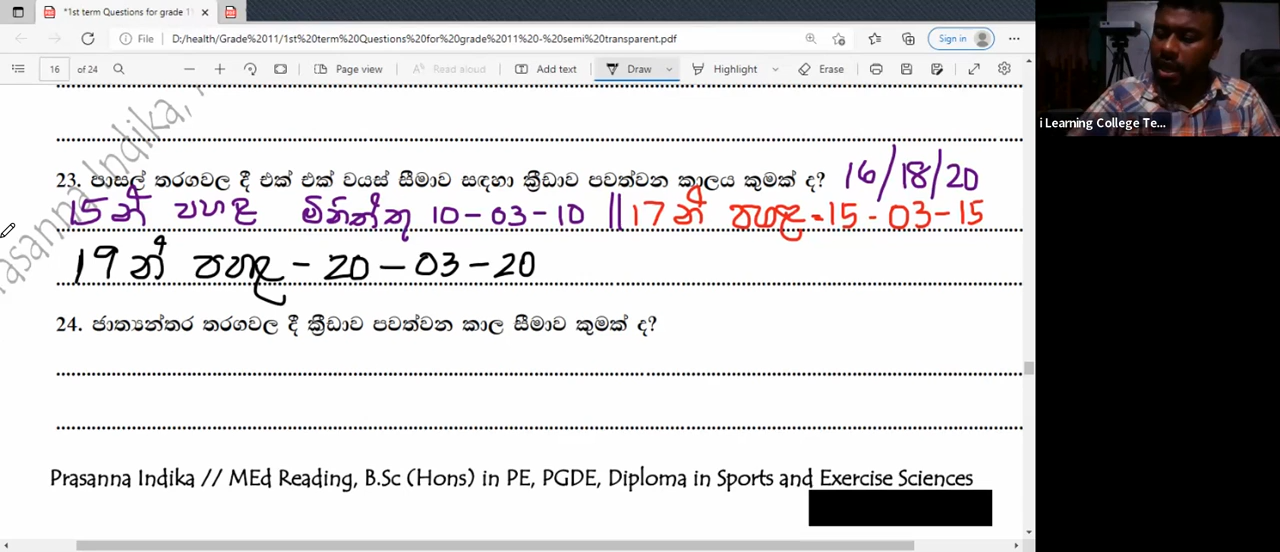 *1st term Questions for grade 1
File D:/health/Grade%2011/1st%20term%20Questions%20for%20grade%2011%20-%20semi%20transparent.pdf Sign in
16 of 24 Page view Read aloud Add text Draw Highlight Erase
i Learning College Te...
Prasanna Indika,
23. පාසල් තරගවල දී එක් එක් වයස් සීමාව සඳහා ක්‍රීඩාව පවත්වන කාලය කුමක් ද? 16/18/20
15න් පහළ මිනිත්තු 10-03-10 || 17න් පහළ - 15-03-15
19න් පහළ - 20-03-20
24. ජාත්‍යන්තර තරගවල දී ක්‍රීඩාව පවත්වන කාල සීමාව කුමක් ද?
Prasanna Indika // MEd Reading, B.Sc (Hons) in PE, PGDE, Diploma in Sports and Exercise Sciences